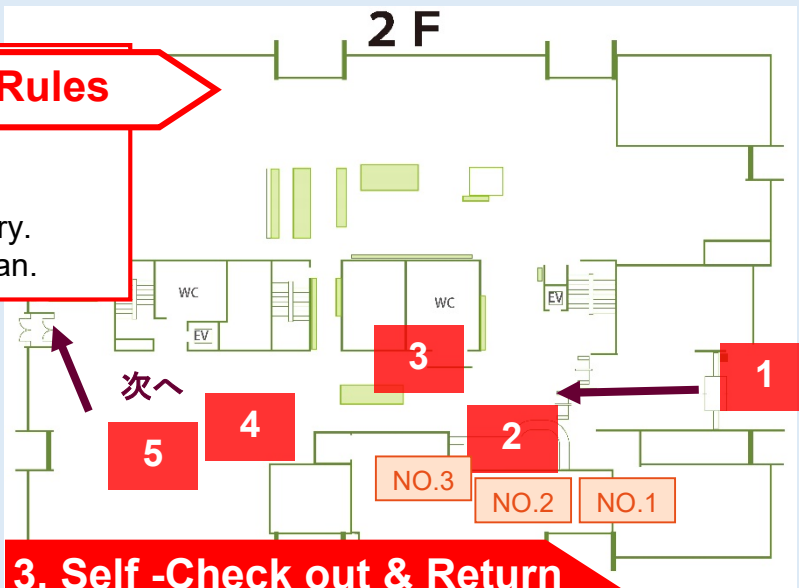 2 F
Rules
ry.
an.
WC
EV
WC
EV
3
1
次へ
4
2
5
NO.3
NO.2
NO.1
3. Self -Check out & Return